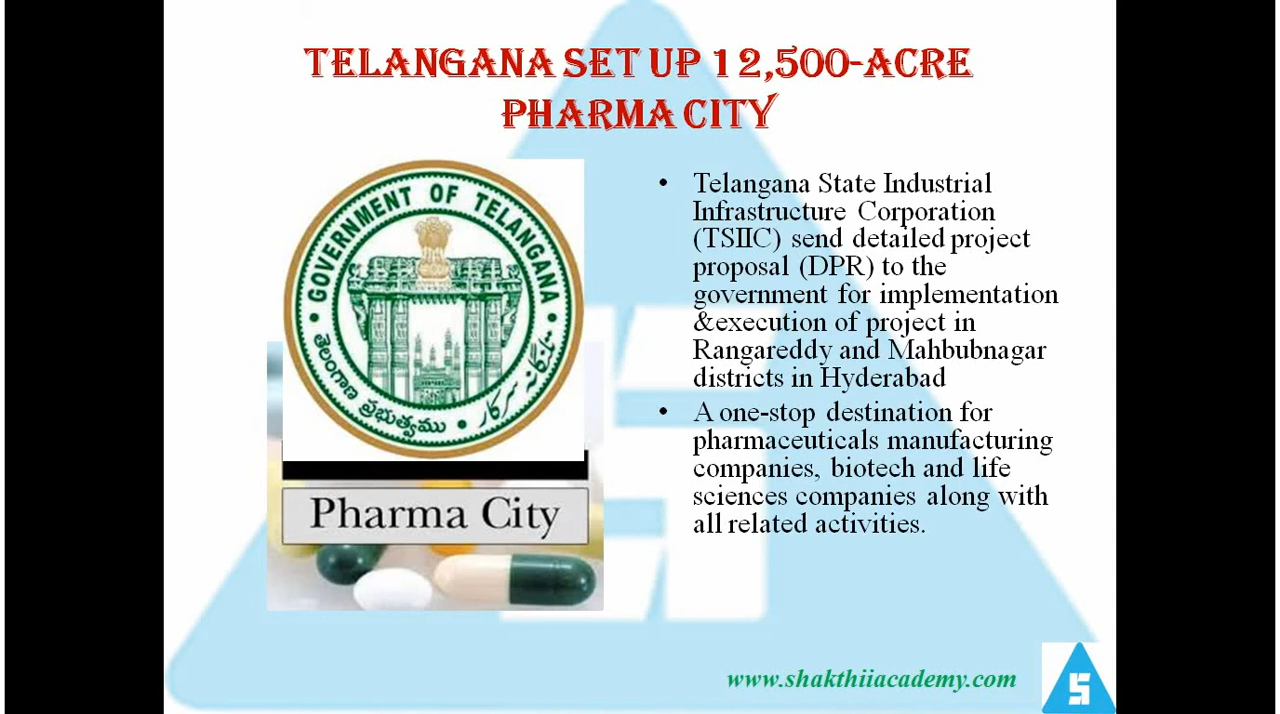 TELANGANA SET UP 12,500-ACRE
PHARMA CITY
GOVERNMENT OF TELANGANA
తెలంగాణ ప్రభుత్వము
تلنگانہ سرکار
Pharma City
• Telangana State Industrial
Infrastructure Corporation
(TSIIC) send detailed project
proposal (DPR) to the
government for implementation
&execution of project in
Rangareddy and Mahbubnagar
districts in Hyderabad
• A one-stop destination for
pharmaceuticals manufacturing
companies, biotech and life
sciences companies along with
all related activities.
www.shakthiiacademy.com
S